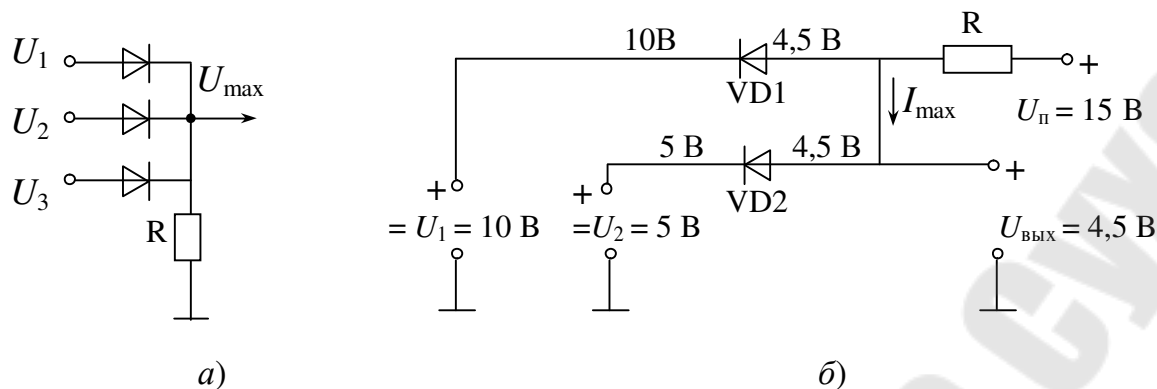 U1
U2
U3
Umax
R
а)
10В
4,5 В
VD1
R
+
Imax
Uп = 15 В
5 В
4,5 В
VD2
+
+
+
= U1 = 10 В
=U2 = 5 В
Uвых = 4,5 В
б)